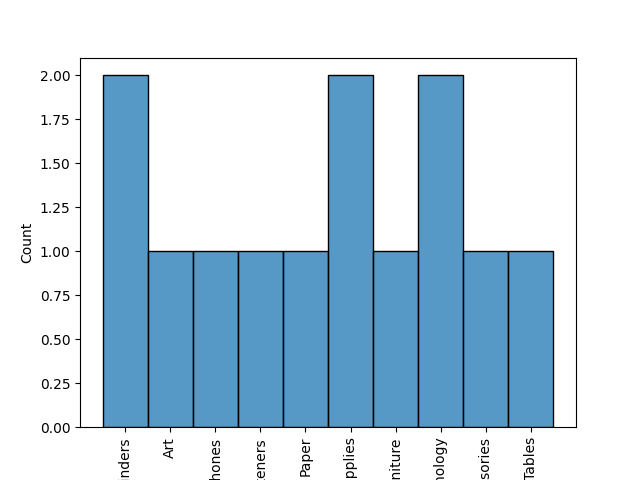 2.00
1.75
1.50
1.25
1.00
0.75
0.50
0.25
0.00
Count
nders
Art
hones
eners
Paper
pplies
niture
nology
sories
Tables